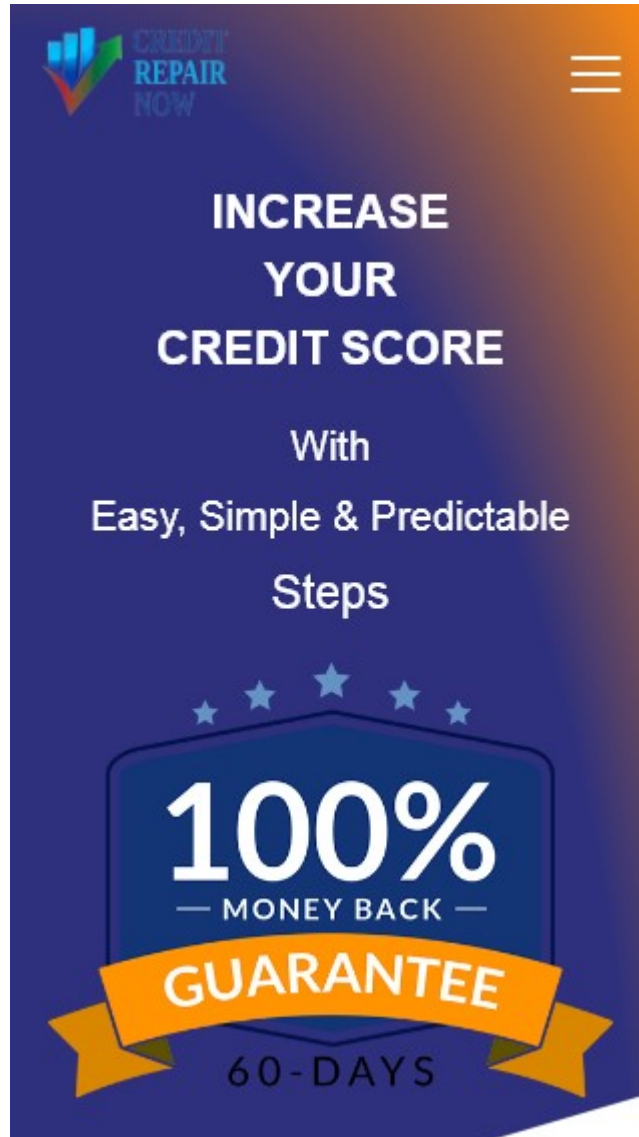 CREDIT
REPAIR
NOW
INCREASE
YOUR
CREDIT SCORE
With
Easy, Simple & Predictable
Steps
100%
MONEY BACK
GUARANTEE
60-DAYS